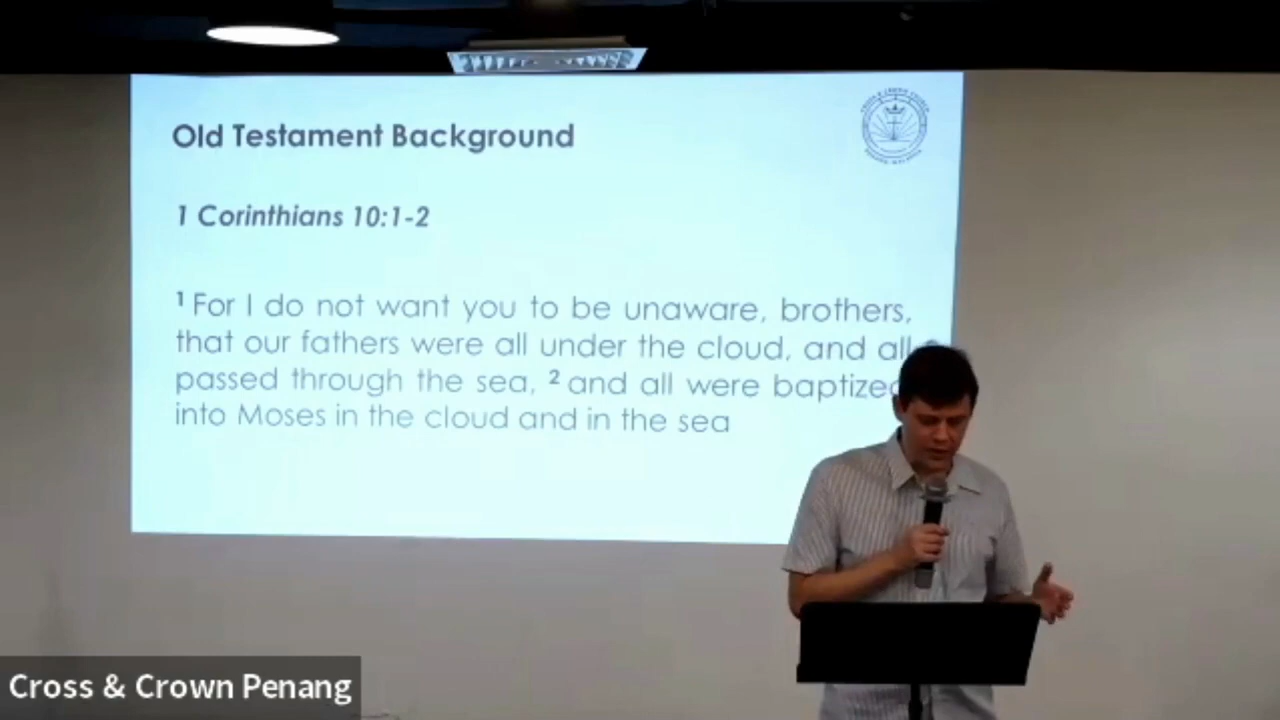 Old Testament Background
1 Corinthians 10:1-2
¹ For I do not want you to be unaware, brothers,
that our fathers were all under the cloud, and all
passed through the sea, ² and all were baptized
into Moses in the cloud and in the sea
Cross & Crown Penang